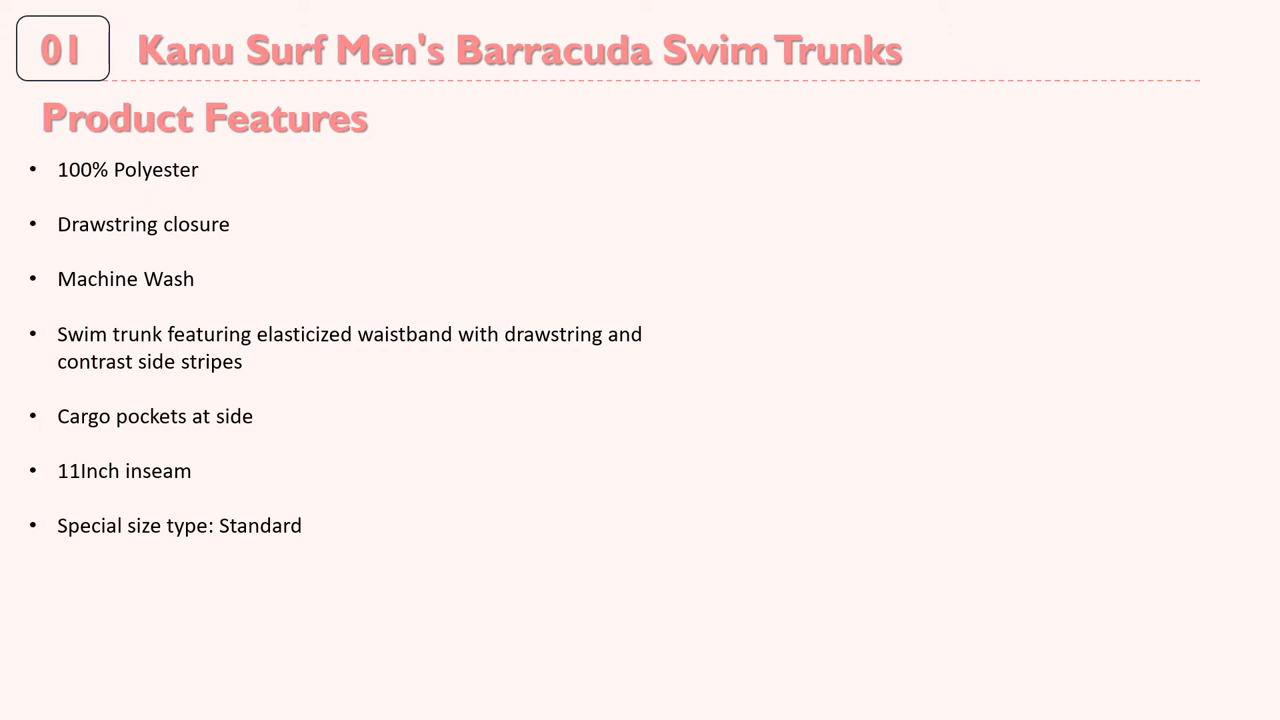 01 Kanu Surf Men's Barracuda Swim Trunks
Product Features
• 100% Polyester
• Drawstring closure
• Machine Wash
• Swim trunk featuring elasticized waistband with drawstring and
contrast side stripes
• Cargo pockets at side
• 11Inch inseam
• Special size type: Standard